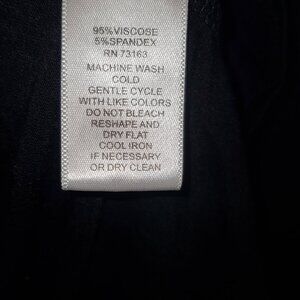 95%VISCOSE
5%SPANDEX
RN 73163
MACHINE WASH
COLD
GENTLE CYCLE
WITH LIKE COLORS
DO NOT BLEACH
RESHAPE AND
DRY FLAT
COOL IRON
IF NECESSARY
OR DRY CLEAN